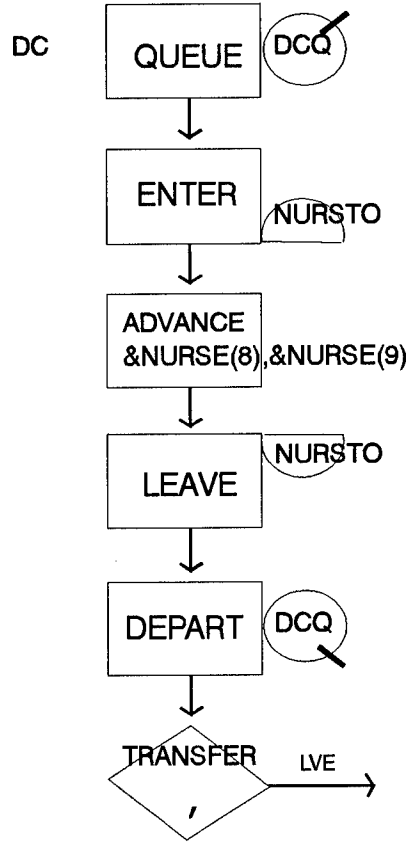 DC
QUEUE
DCQ
ENTER
NURSTO
ADVANCE
&NURSE(8),&NURSE(9)
NURSTO
LEAVE
DEPART
DCQ
TRANSFER
LVE
,